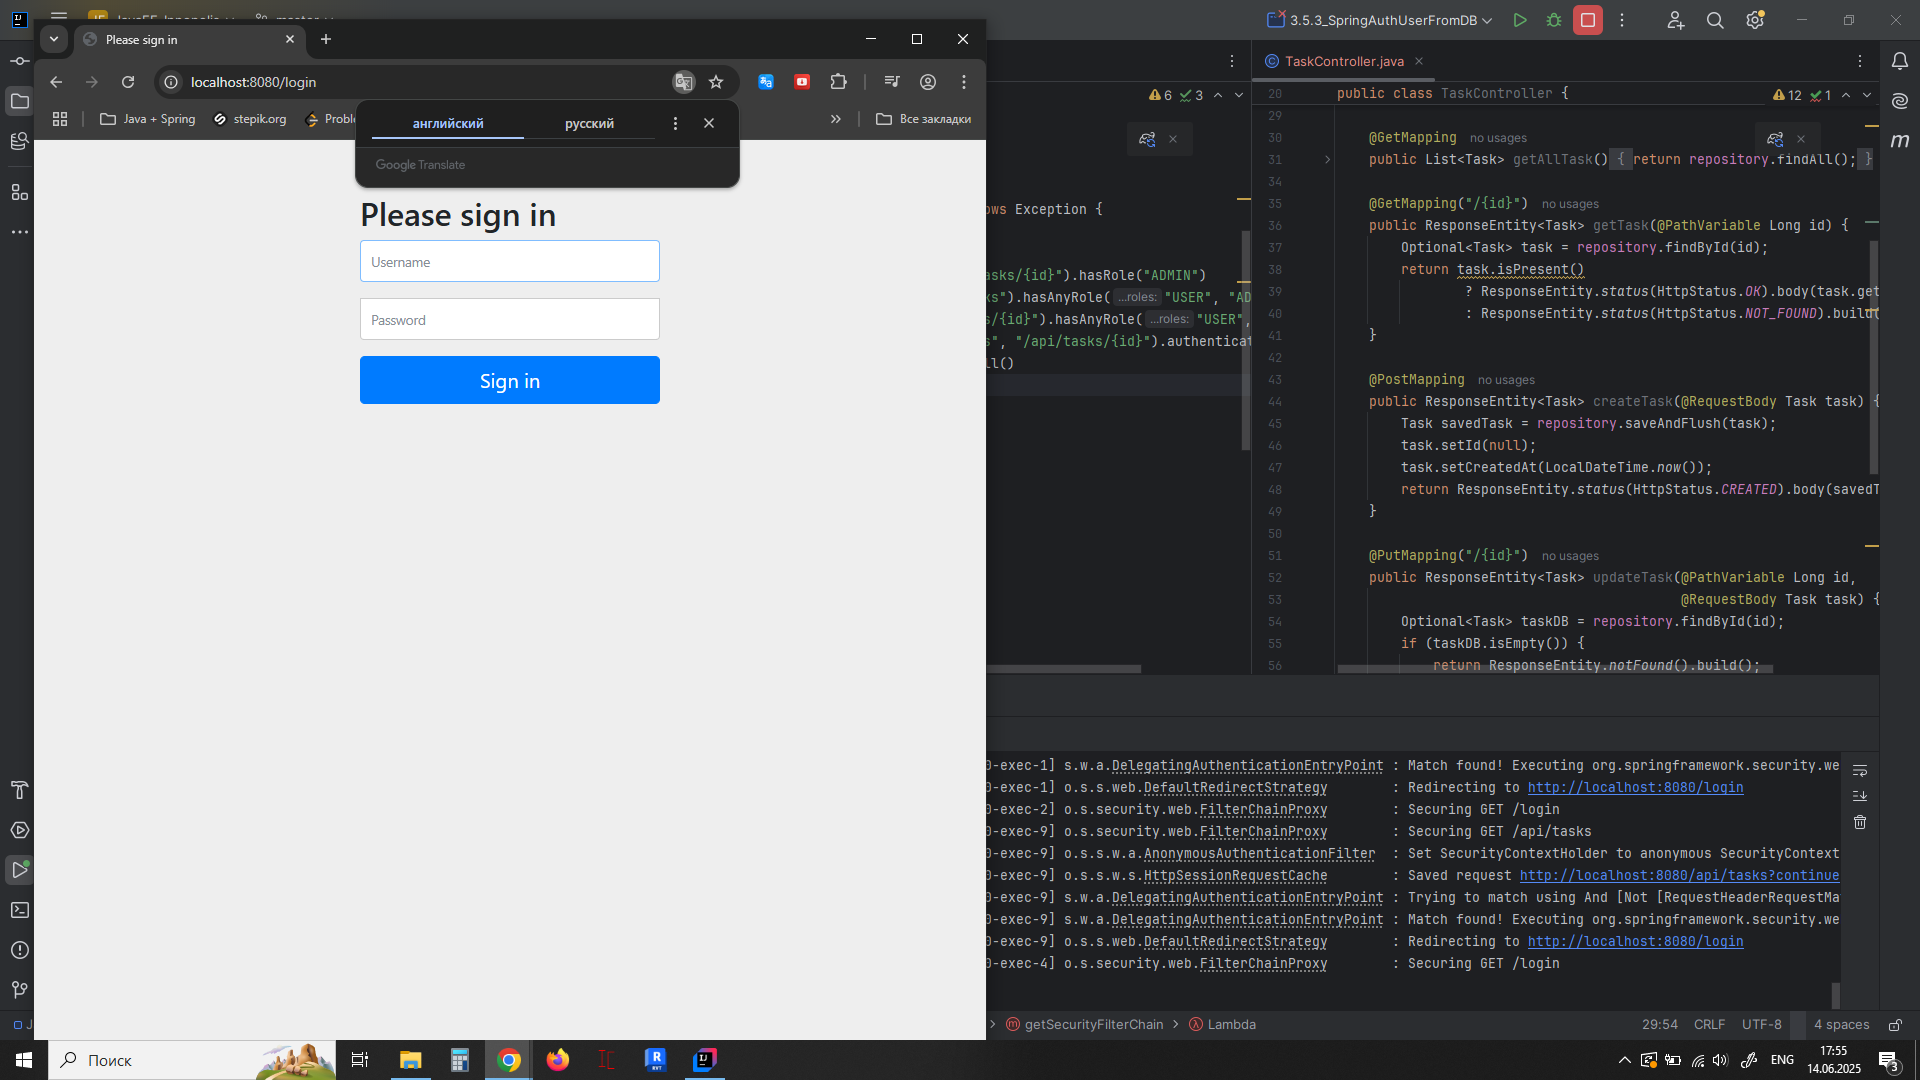 JavaEE_Innopolis
master
3.5.3_SpringAuthUserFromDB
Please sign in
localhost:8080/login
Java + Spring
stepik.org
Proble
Все закладки
английский
русский
Google Translate
Please sign in
Username
Password
Sign in
TaskController.java
6 3
12 1
ows Exception {
asks/{id}").hasRole("ADMIN")
ks").hasAnyRole( ...roles: "USER", "AD
s/{id}").hasAnyRole( ...roles: "USER",
s", "/api/tasks/{id}").authenticat
ll()
20 public class TaskController {
29
30 @GetMapping no usages
31 public List<Task> getAllTask() { return repository.findAll(); }
34
35 @GetMapping("/{id}") no usages
36 public ResponseEntity<Task> getTask(@PathVariable Long id) {
37 Optional<Task> task = repository.findById(id);
38 return task.isPresent()
39 ? ResponseEntity.status(HttpStatus.OK).body(task.get
40 : ResponseEntity.status(HttpStatus.NOT_FOUND).build(
41 }
42
43 @PostMapping no usages
44 public ResponseEntity<Task> createTask(@RequestBody Task task) {
45 Task savedTask = repository.saveAndFlush(task);
46 task.setId(null);
47 task.setCreatedAt(LocalDateTime.now());
48 return ResponseEntity.status(HttpStatus.CREATED).body(savedT
49 }
50
51 @PutMapping("/{id}") no usages
52 public ResponseEntity<Task> updateTask(@PathVariable Long id,
53 @RequestBody Task task) {
54 Optional<Task> taskDB = repository.findById(id);
55 if (taskDB.isEmpty()) {
56 return ResponseEntity.notFound().build();
0-exec-1] s.w.a.DelegatingAuthenticationEntryPoint : Match found! Executing org.springframework.security.we
0-exec-1] o.s.s.web.DefaultRedirectStrategy : Redirecting to http://localhost:8080/login
0-exec-2] o.s.security.web.FilterChainProxy : Securing GET /login
0-exec-9] o.s.security.web.FilterChainProxy : Securing GET /api/tasks
0-exec-9] o.s.s.w.a.AnonymousAuthenticationFilter : Set SecurityContextHolder to anonymous SecurityContext
0-exec-9] o.s.s.w.s.HttpSessionRequestCache : Saved request http://localhost:8080/api/tasks?continue
0-exec-9] s.w.a.DelegatingAuthenticationEntryPoint : Trying to match using And [Not [RequestHeaderRequestMa
0-exec-9] s.w.a.DelegatingAuthenticationEntryPoint : Match found! Executing org.springframework.security.we
0-exec-9] o.s.s.web.DefaultRedirectStrategy : Redirecting to http://localhost:8080/login
0-exec-4] o.s.security.web.FilterChainProxy : Securing GET /login
J > getSecurityFilterChain > Lambda
29:54 CRLF UTF-8 4 spaces
Поиск
ENG
17:55
14.06.2025
3